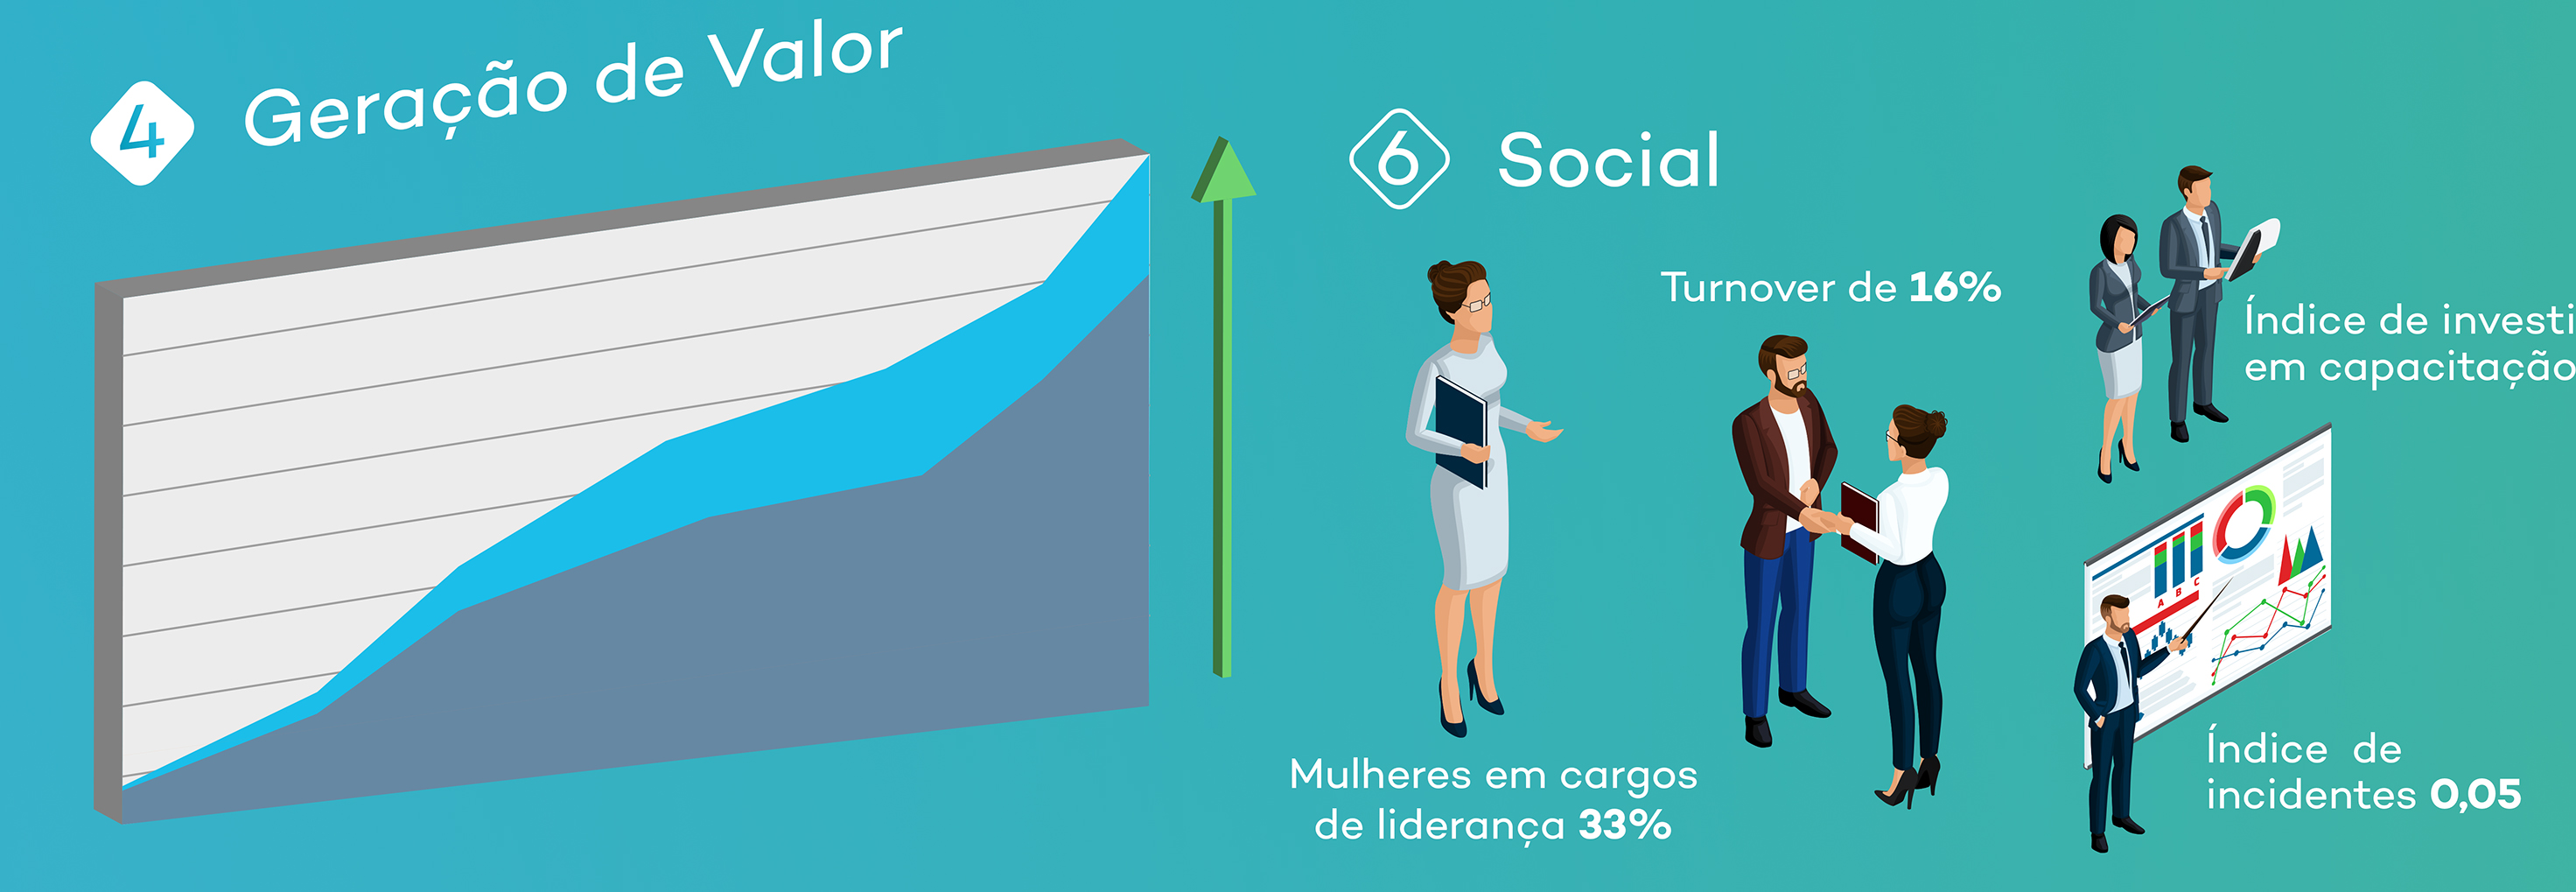 4 Geração de Valor
6 Social
Turnover de 16%
Mulheres em cargos
de liderança 33%
Índice de investi
em capacitação
A B C
Índice de
incidentes 0,05